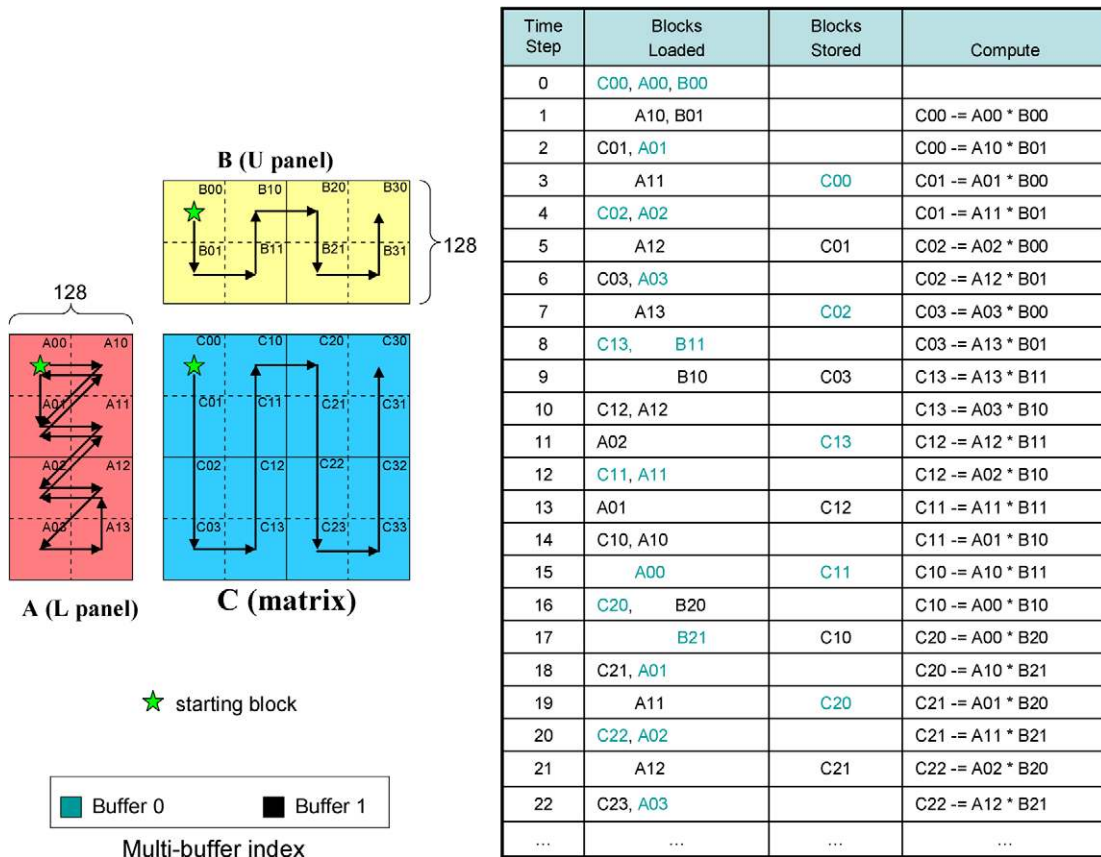 B (U panel)
B00 B10 B20 B30
B01 B11 B21 B31
128
128
A00 A10
A01 A11
A02 A12
A03 A13
A (L panel)
C00 C10 C20 C30
C01 C11 C21 C31
C02 C12 C22 C32
C03 C13 C23 C33
C (matrix)
starting block
Buffer 0 Buffer 1
Multi-buffer index
Time Step Blocks Loaded Blocks Stored Compute
0 C00, A00, B00
1 A10, B01 C00 -= A00 * B00
2 C01, A01 C00 -= A10 * B01
3 A11 C00 C01 -= A01 * B00
4 C02, A02 C01 -= A11 * B01
5 A12 C01 C02 -= A02 * B00
6 C03, A03 C02 -= A12 * B01
7 A13 C02 C03 -= A03 * B00
8 C13, B11 C03 -= A13 * B01
9 B10 C03 C13 -= A13 * B11
10 C12, A12 C13 -= A03 * B10
11 A02 C13 C12 -= A12 * B11
12 C11, A11 C12 -= A02 * B10
13 A01 C12 C11 -= A11 * B11
14 C10, A10 C11 -= A01 * B10
15 A00 C11 C10 -= A10 * B11
16 C20, B20 C10 -= A00 * B10
17 B21 C10 C20 -= A00 * B20
18 C21, A01 C20 -= A10 * B21
19 A11 C20 C21 -= A01 * B20
20 C22, A02 C21 -= A11 * B21
21 A12 C21 C22 -= A02 * B20
22 C23, A03 C22 -= A12 * B21
... ... ... ...